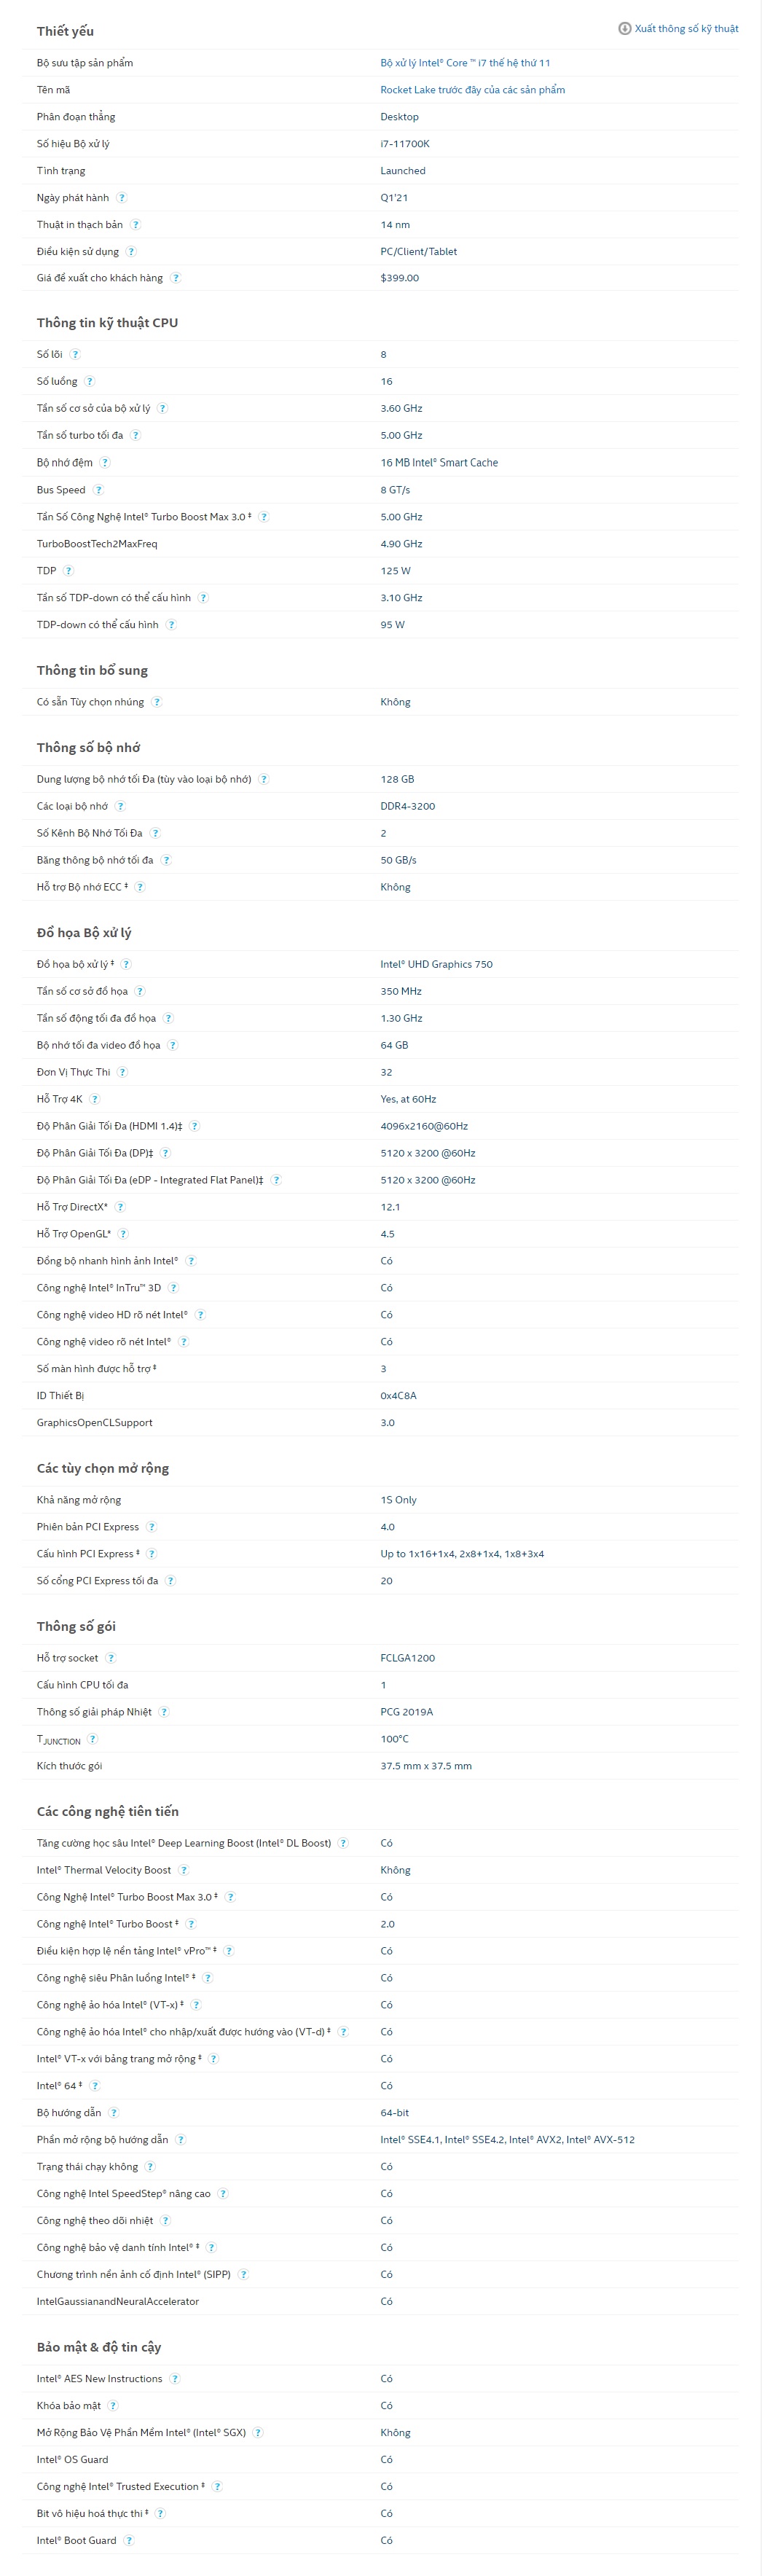 Thiết yếu
Xuất thông số kỹ thuật
Bộ sưu tập sản phẩm Bộ xử lý Intel® Core ™ i7 thế hệ thứ 11
Tên mã Rocket Lake trước đây của các sản phẩm
Phân đoạn thẳng Desktop
Số hiệu Bộ xử lý i7-11700K
Tình trạng Launched
Ngày phát hành ? Q1'21
Thuật in thạch bản ? 14 nm
Điều kiện sử dụng ? PC/Client/Tablet
Giá đề xuất cho khách hàng ? $399.00
Thông tin kỹ thuật CPU
Số lõi ? 8
Số luồng ? 16
Tần số cơ sở của bộ xử lý ? 3.60 GHz
Tần số turbo tối đa ? 5.00 GHz
Bộ nhớ đệm ? 16 MB Intel® Smart Cache
Bus Speed ? 8 GT/s
Tần Số Công Nghệ Intel® Turbo Boost Max 3.0 ‡ ? 5.00 GHz
TurboBoostTech2MaxFreq 4.90 GHz
TDP ? 125 W
Tần số TDP-down có thể cấu hình ? 3.10 GHz
TDP-down có thể cấu hình ? 95 W
Thông tin bổ sung
Có sẵn Tùy chọn nhúng ? Không
Thông số bộ nhớ
Dung lượng bộ nhớ tối Đa (tùy vào loại bộ nhớ) ? 128 GB
Các loại bộ nhớ ? DDR4-3200
Số Kênh Bộ Nhớ Tối Đa ? 2
Băng thông bộ nhớ tối đa ? 50 GB/s
Hỗ trợ Bộ nhớ ECC ‡ ? Không
Đồ họa Bộ xử lý
Đồ họa bộ xử lý ‡ ? Intel® UHD Graphics 750
Tần số cơ sở đồ họa ? 350 MHz
Tần số động tối đa đồ họa ? 1.30 GHz
Bộ nhớ tối đa video đồ họa ? 64 GB
Đơn Vị Thực Thi ? 32
Hỗ Trợ 4K ? Yes, at 60Hz
Độ Phân Giải Tối Đa (HDMI 1.4)‡ ? 4096x2160@60Hz
Độ Phân Giải Tối Đa (DP)‡ ? 5120 x 3200 @60Hz
Độ Phân Giải Tối Đa (eDP - Integrated Flat Panel)‡ ? 5120 x 3200 @60Hz
Hỗ Trợ DirectX* ? 12.1
Hỗ Trợ OpenGL* ? 4.5
Đồng bộ nhanh hình ảnh Intel® ? Có
Công nghệ Intel® InTru™ 3D ? Có
Công nghệ video HD rõ nét Intel® ? Có
Công nghệ video rõ nét Intel® ? Có
Số màn hình được hỗ trợ ‡ 3
ID Thiết Bị 0x4C8A
GraphicsOpenCLSupport 3.0
Các tùy chọn mở rộng
Khả năng mở rộng 1S Only
Phiên bản PCI Express ? 4.0
Cấu hình PCI Express ‡ ? Up to 1x16+1x4, 2x8+1x4, 1x8+3x4
Số cổng PCI Express tối đa ? 20
Thông số gói
Hỗ trợ socket ? FCLGA1200
Cấu hình CPU tối đa 1
Thông số giải pháp Nhiệt ? PCG 2019A
TJUNCTION ? 100°C
Kích thước gói 37.5 mm x 37.5 mm
Các công nghệ tiên tiến
Tăng cường học sâu Intel® Deep Learning Boost (Intel® DL Boost) ? Có
Intel® Thermal Velocity Boost ? Không
Công Nghệ Intel® Turbo Boost Max 3.0 ‡ ? Có
Công nghệ Intel® Turbo Boost ‡ ? 2.0
Điều kiện hợp lệ nền tảng Intel® vPro™ ‡ ? Có
Công nghệ siêu Phân luồng Intel® ‡ ? Có
Công nghệ ảo hóa Intel® (VT-x) ‡ ? Có
Công nghệ ảo hóa Intel® cho nhập/xuất được hướng vào (VT-d) ‡ ? Có
Intel® VT-x với bảng trang mở rộng ‡ ? Có
Intel® 64 ‡ ? Có
Bộ hướng dẫn ? 64-bit
Phần mở rộng bộ hướng dẫn ? Intel® SSE4.1, Intel® SSE4.2, Intel® AVX2, Intel® AVX-512
Trạng thái chạy không ? Có
Công nghệ Intel SpeedStep® nâng cao ? Có
Công nghệ theo dõi nhiệt ? Có
Công nghệ bảo vệ danh tính Intel® ‡ ? Có
Chương trình nền ảnh cố định Intel® (SIPP) ? Có
IntelGaussianandNeuralAccelerator Có
Bảo mật & độ tin cậy
Intel® AES New Instructions ? Có
Khóa bảo mật ? Có
Mở Rộng Bảo Vệ Phần Mềm Intel® (Intel® SGX) ? Không
Intel® OS Guard Có
Công nghệ Intel® Trusted Execution ‡ ? Có
Bit vô hiệu hoá thực thi ‡ ? Có
Intel® Boot Guard ? Có